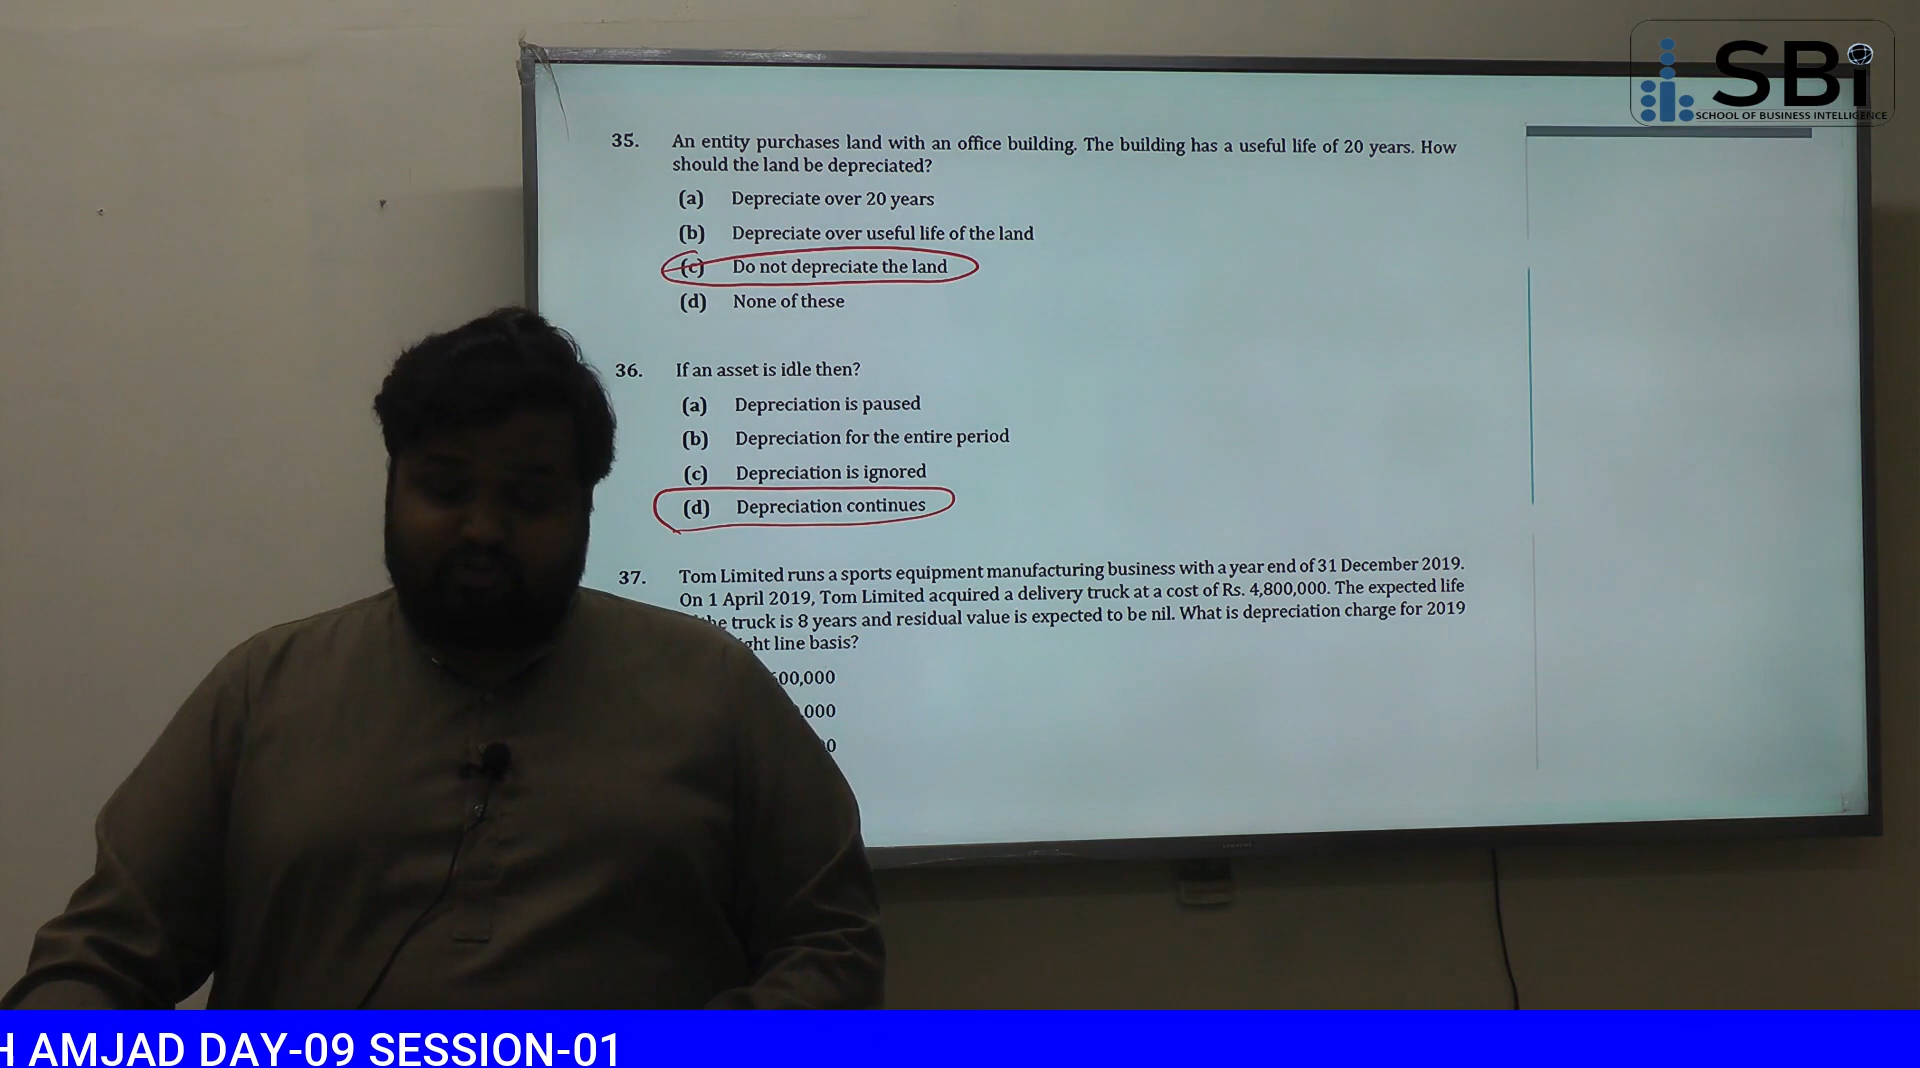 SBi
SCHOOL OF BUSINESS INTELLIGENCE
35. An entity purchases land with an office building. The building has a useful life of 20 years. How
should the land be depreciated?
(a) Depreciate over 20 years
(b) Depreciate over useful life of the land
(c) Do not depreciate the land
(d) None of these
36. If an asset is idle then?
(a) Depreciation is paused
(b) Depreciation for the entire period
(c) Depreciation is ignored
(d) Depreciation continues
37. Tom Limited runs a sports equipment manufacturing business with a year end of 31 December 2019.
On 1 April 2019, Tom Limited acquired a delivery truck at a cost of Rs. 4,800,000. The expected life
the truck is 8 years and residual value is expected to be nil. What is depreciation charge for 2019
line basis?
00,000
000
0
AMJAD DAY-09 SESSION-01